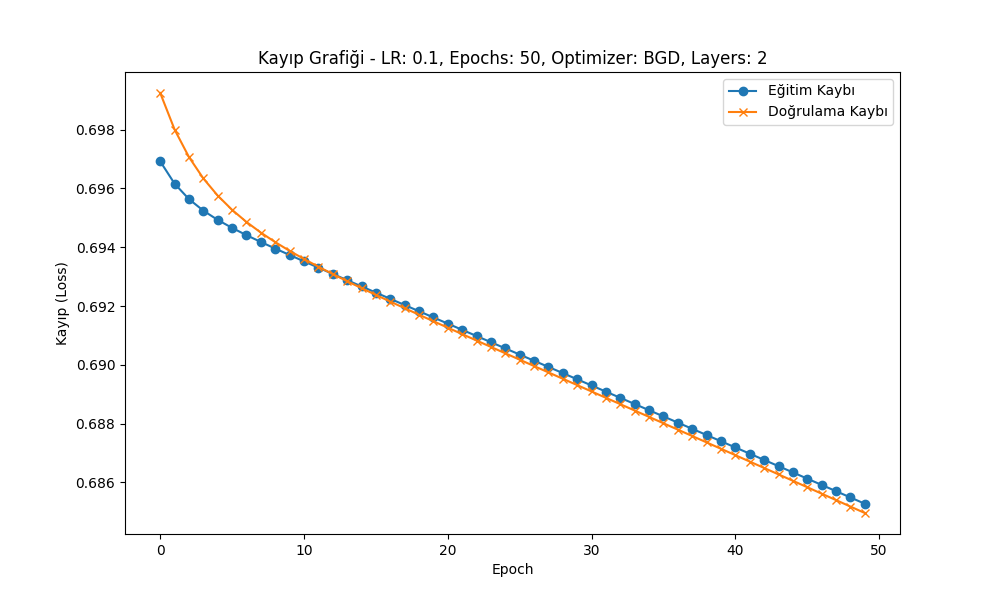 Kayıp Grafiği - LR: 0.1, Epochs: 50, Optimizer: BGD, Layers: 2
Eğitim Kaybı
Doğrulama Kaybı
Kayıp (Loss)
0.698
0.696
0.694
0.692
0.690
0.688
0.686
0 10 20 30 40 50
Epoch